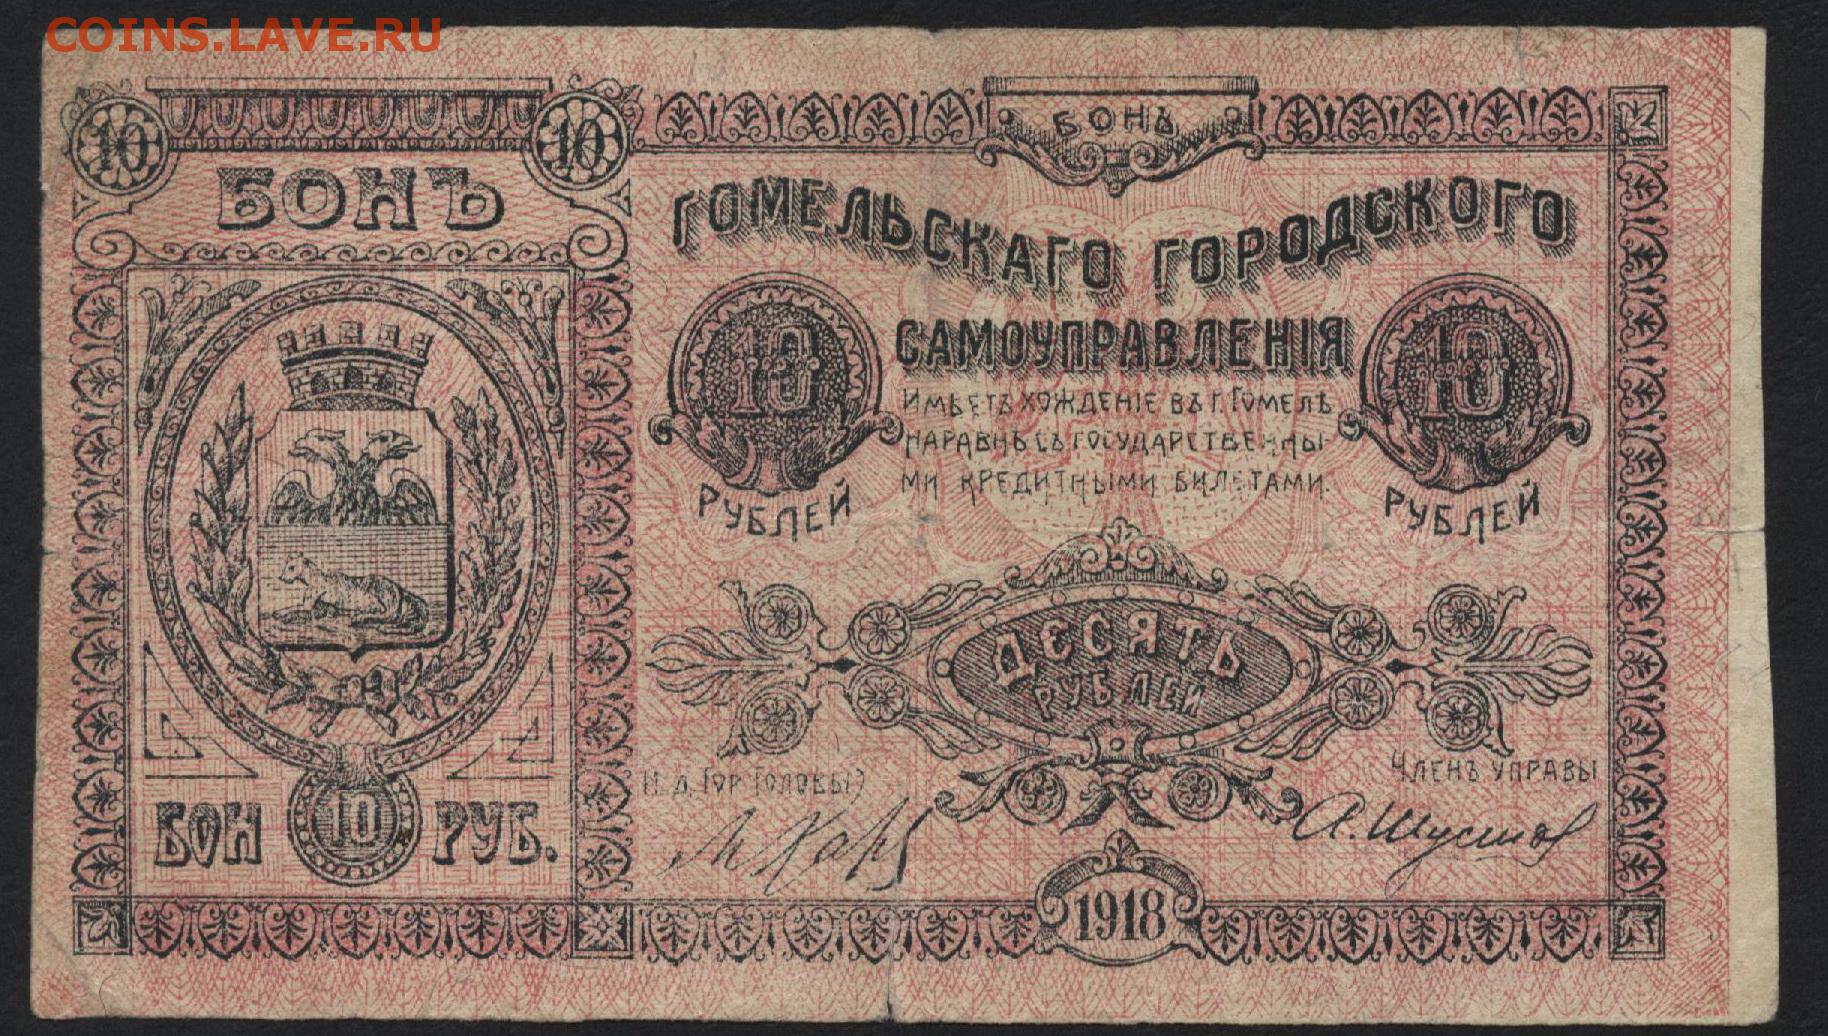 COINS.LAVE.RU
10
10
БОНЪ
БОНЪ
ГОМЕЛЬСКАГО ГОРОДСКОГО
САМОУПРАВЛЕНІЯ
10
РУБЛЕЙ
ИМѢЕТЪ ХОЖДЕНІЕ ВЪ Г. ГОМЕЛѢ
НАРАВНѢ СЪ ГОСУДАРСТВЕННЫ-
МИ КРЕДИТНЫМИ БИЛЕТАМИ.
10
РУБЛЕЙ
ДЕСЯТЬ
РУБЛЕЙ
И. Д. ГОР ГОЛОВЫ
ЧЛЕНЪ УПРАВЫ
БОН 10 РУБ.
1918